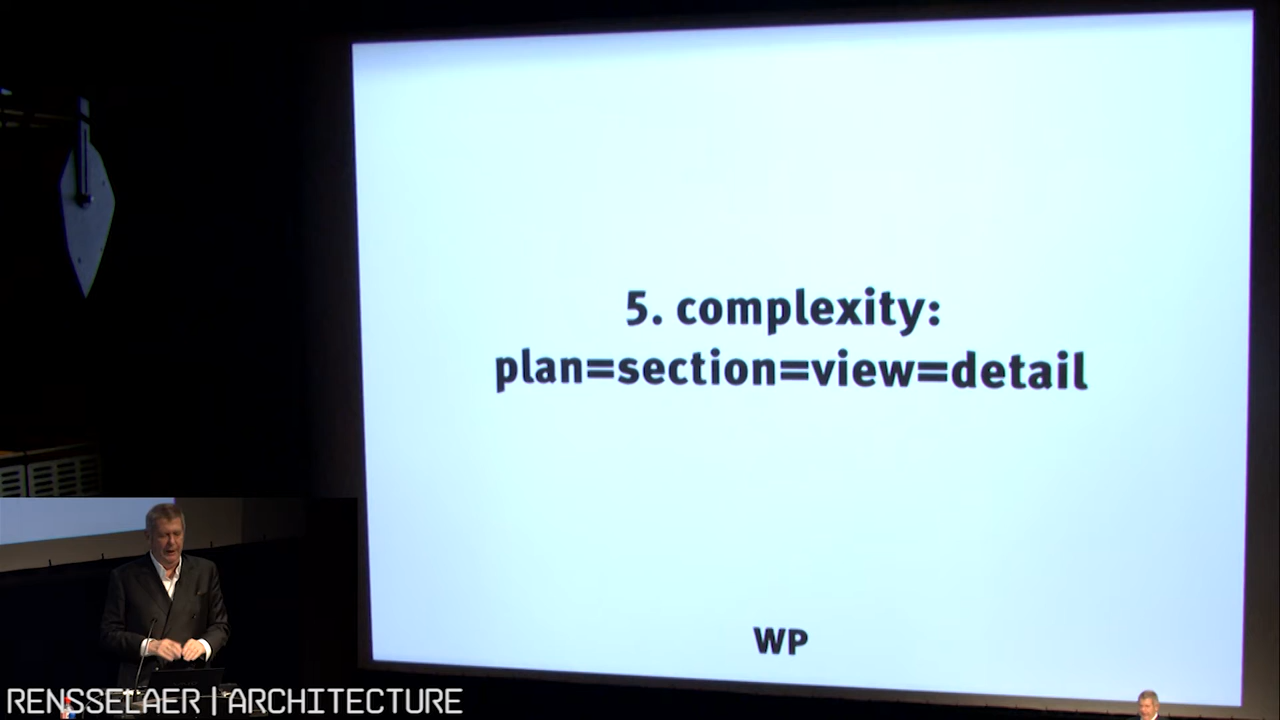 5. complexity:
plan=section=view=detail
WP
RENSSELAER|ARCHITECTURE